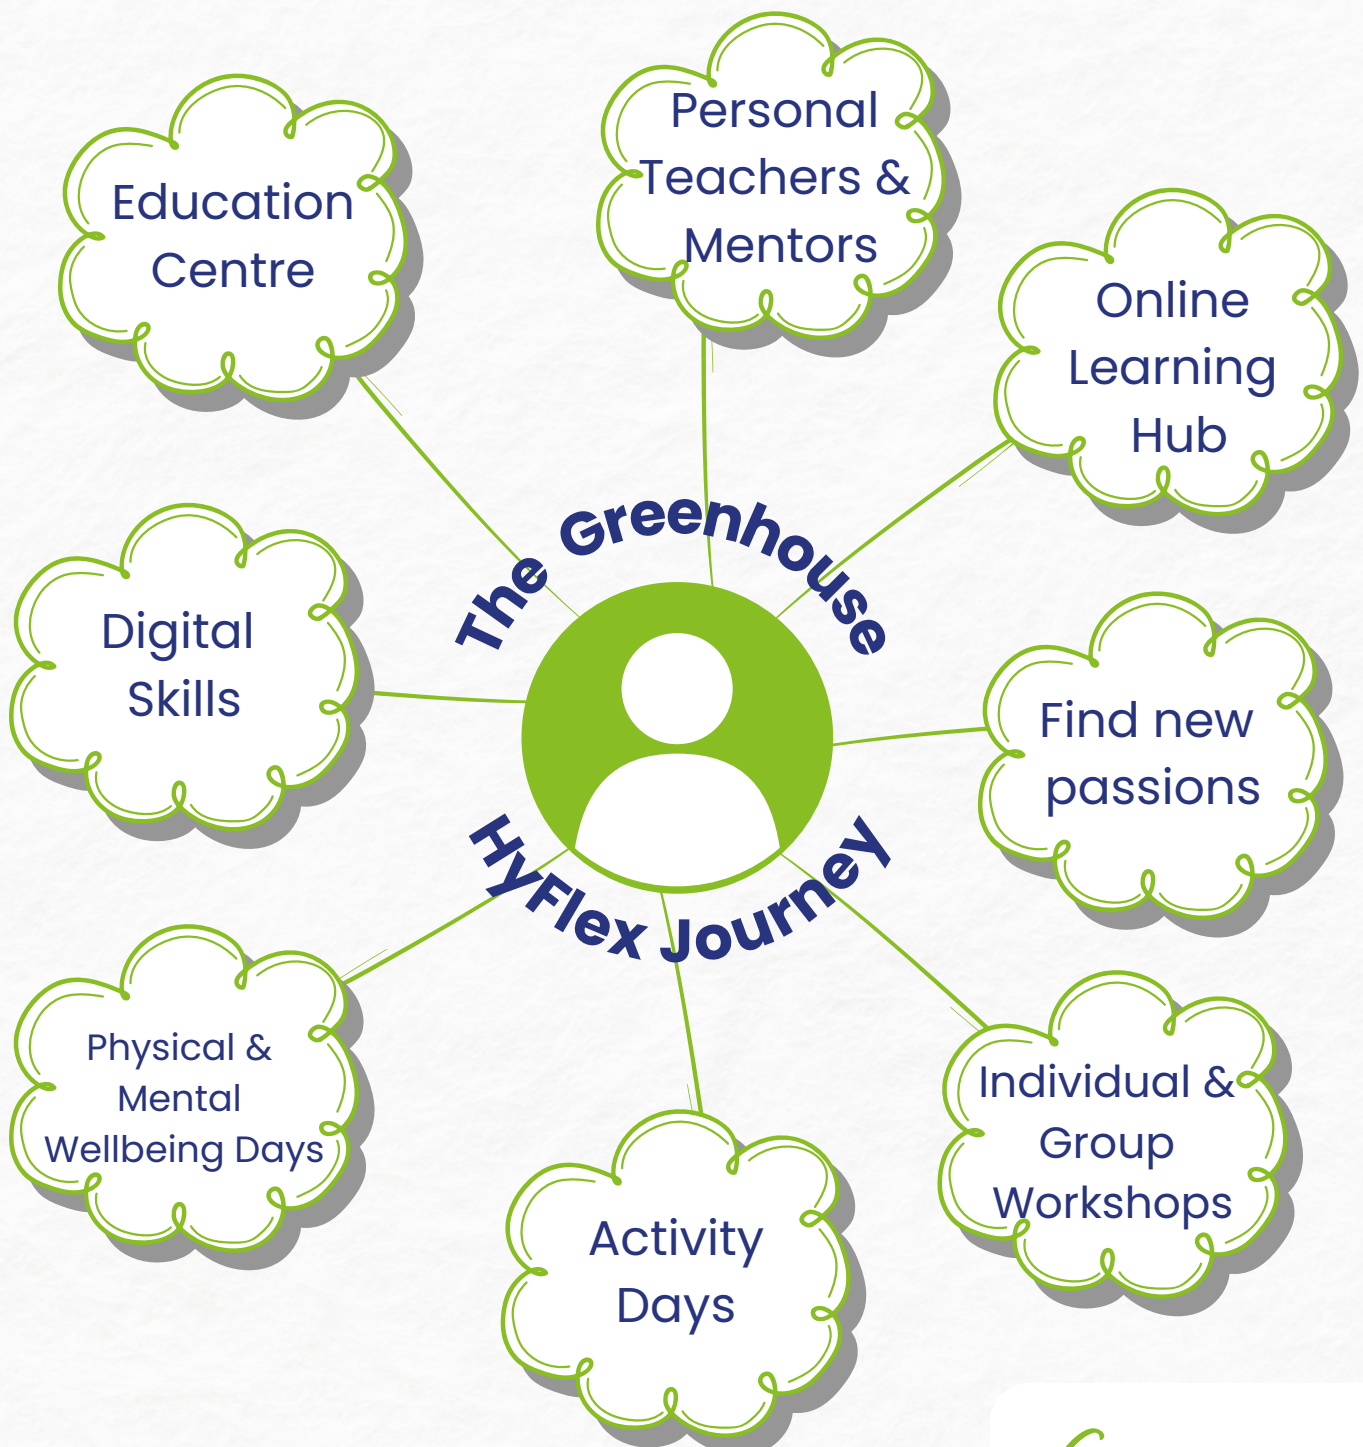 Education
Centre
Personal
Teachers &
Mentors
Online
Learning
Hub
The Greenhouse
HyFlex Journey
Digital
Skills
Find new
passions
Physical &
Mental
Wellbeing Days
Activity
Days
Individual &
Group
Workshops